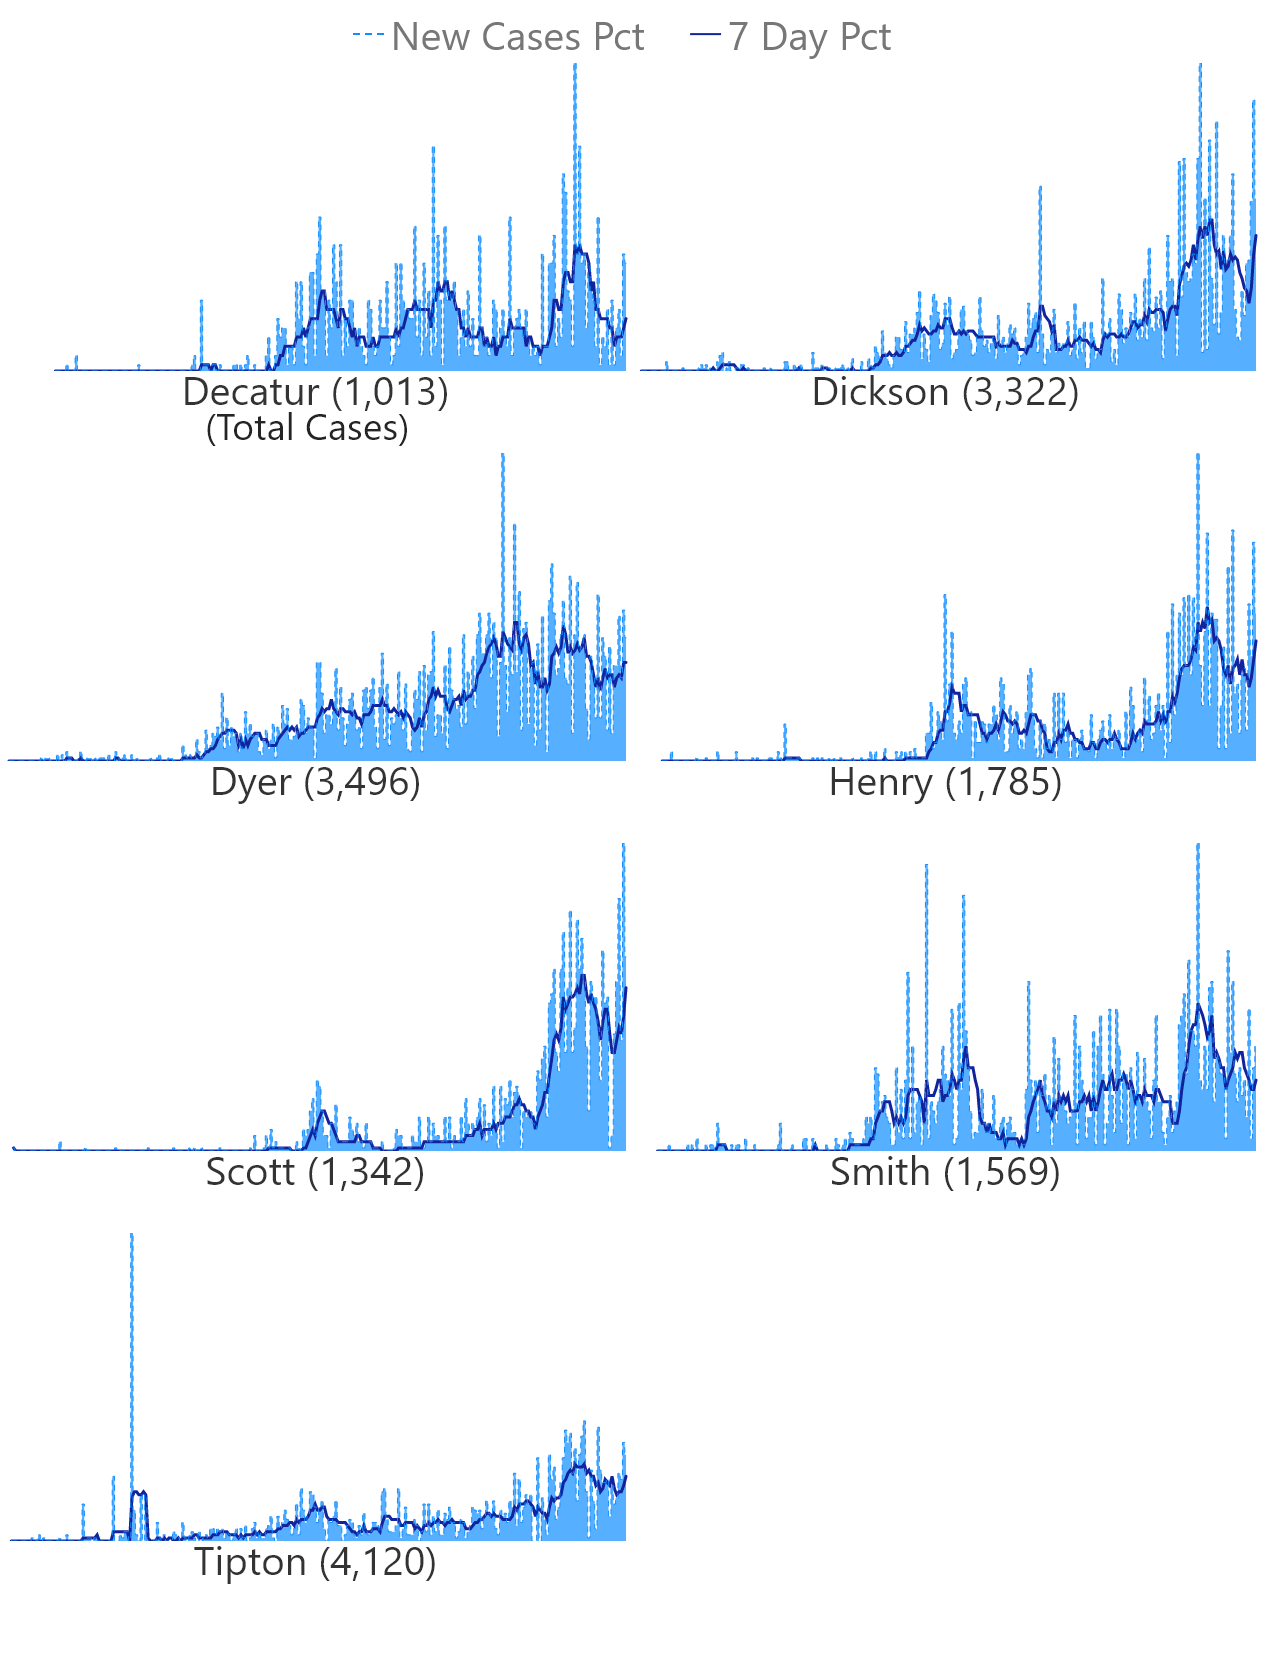 New Cases Pct 7 Day Pct
Decatur (1,013) Dickson (3,322)
(Total Cases)
Dyer (3,496) Henry (1,785)
Scott (1,342) Smith (1,569)
Tipton (4,120)